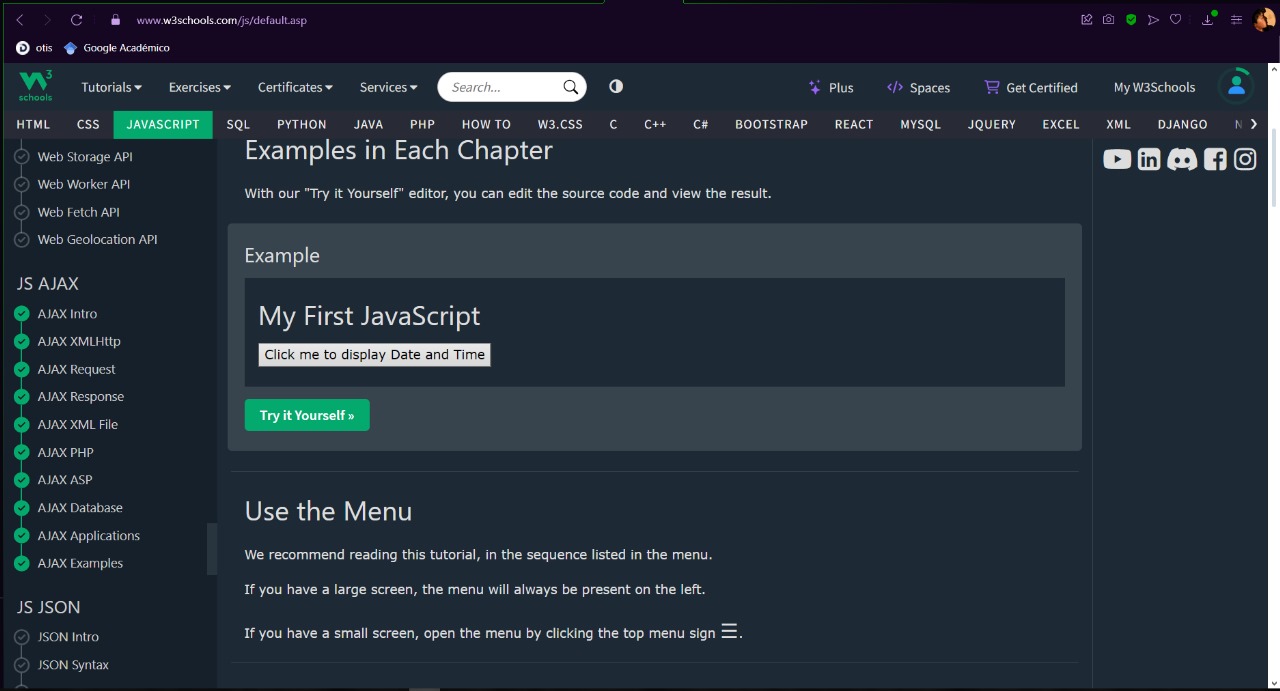 www.w3schools.com/js/default.asp
otis
Google Académico
W3 schools
Tutorials
Exercises
Certificates
Services
Search...
Plus
Spaces
Get Certified
My W3Schools
HTML
CSS
JAVASCRIPT
SQL
PYTHON
JAVA
PHP
HOW TO
W3.CSS
C
C++
C#
BOOTSTRAP
REACT
MYSQL
JQUERY
EXCEL
XML
DJANGO
N
Web Storage API
Web Worker API
Web Fetch API
Web Geolocation API
JS AJAX
AJAX Intro
AJAX XMLHttp
AJAX Request
AJAX Response
AJAX XML File
AJAX PHP
AJAX ASP
AJAX Database
AJAX Applications
AJAX Examples
JS JSON
JSON Intro
JSON Syntax
Examples in Each Chapter
With our "Try it Yourself" editor, you can edit the source code and view the result.
Example
My First JavaScript
Click me to display Date and Time
Try it Yourself »
Use the Menu
We recommend reading this tutorial, in the sequence listed in the menu.
If you have a large screen, the menu will always be present on the left.
If you have a small screen, open the menu by clicking the top menu sign ☰.